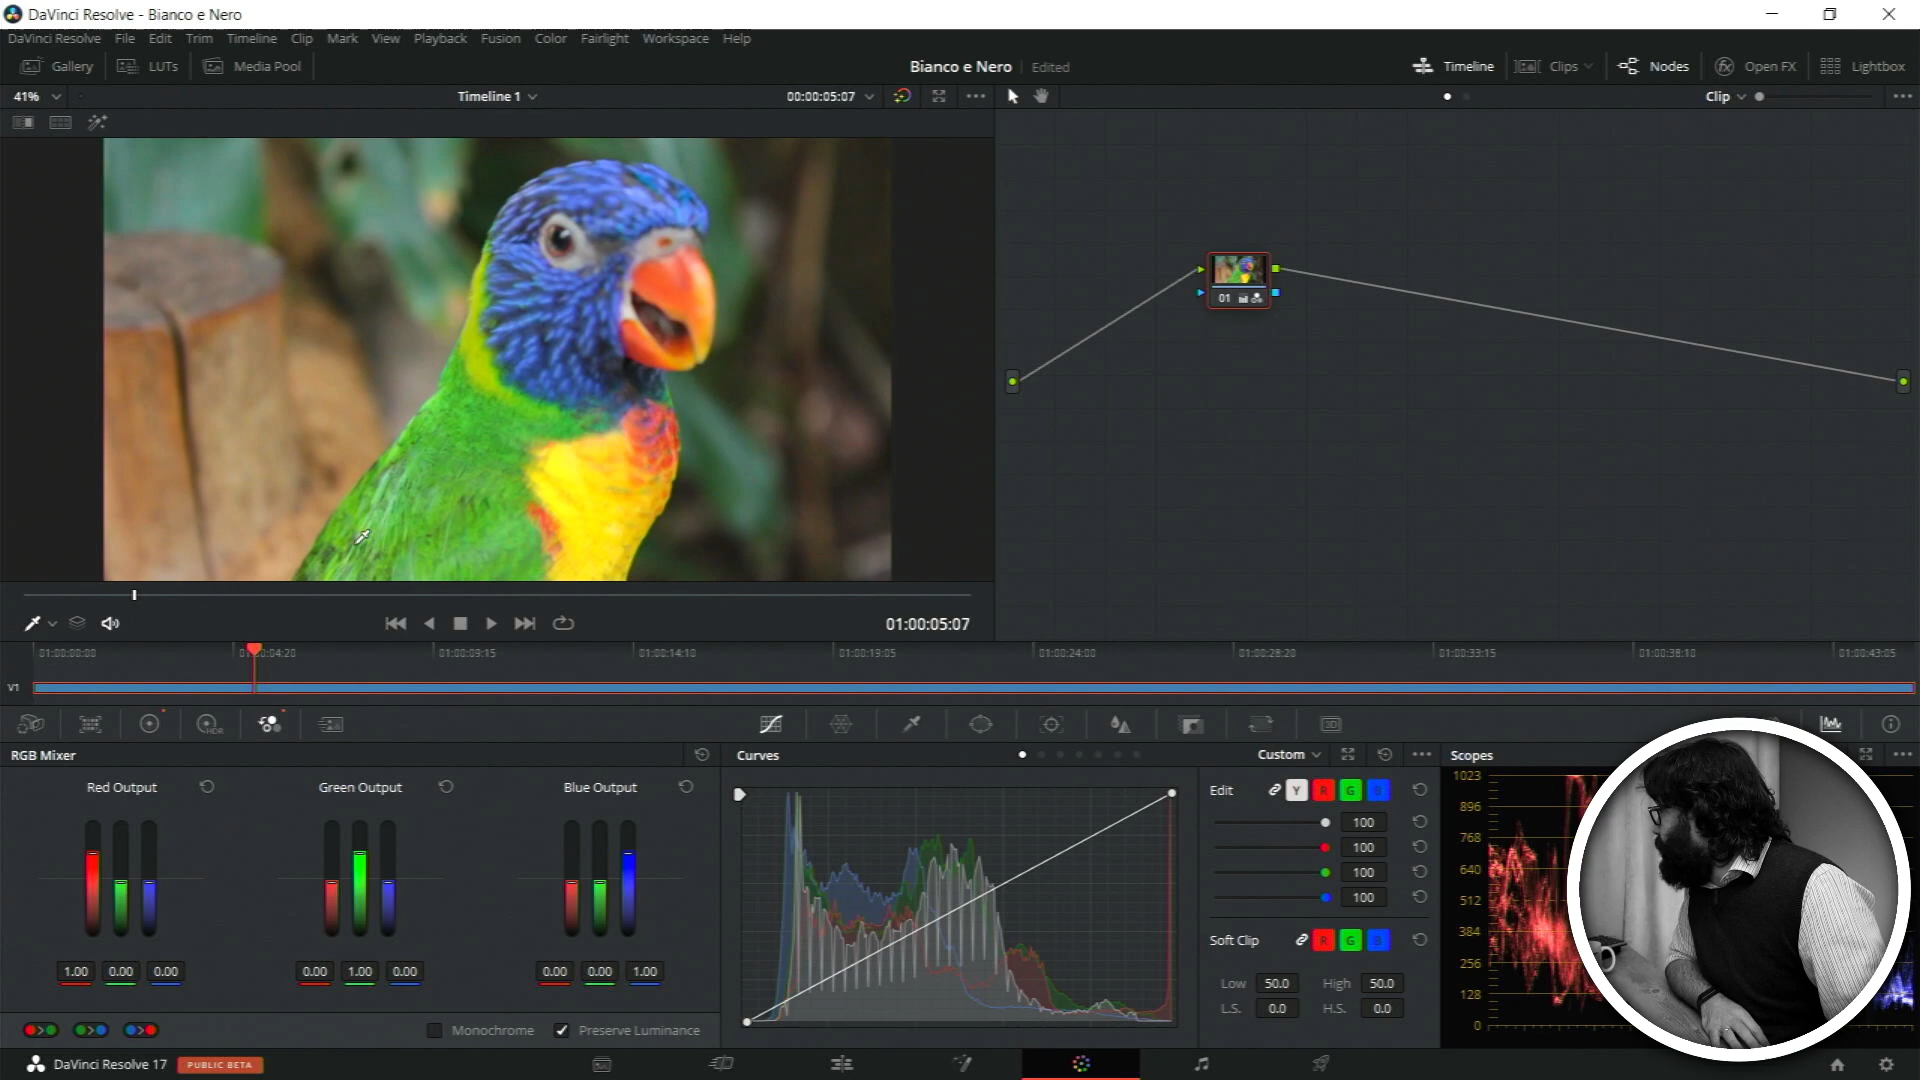 DaVinci Resolve - Bianco e Nero
DaVinci Resolve File Edit Trim Timeline Clip Mark View Playback Fusion Color Fairlight Workspace Help
Gallery LUTs Media Pool Bianco e Nero Edited Timeline Clips Nodes Open FX Lightbox
41% Timeline 1 00:00:05:07 Clip
01
01:00:05:07
01:00:00:00 01:00:04:20 01:00:09:15 01:00:14:10 01:00:19:05 01:00:24:00 01:00:28:20 01:00:33:15 01:00:38:10 01:00:43:05
V1
HDR 3D
RGB Mixer Curves Custom Scopes
Red Output Green Output Blue Output Edit Y R G B
1023
896
768
640
512
384
256
128
0
100
100
100
100
Soft Clip R G B
1.00 0.00 0.00 0.00 1.00 0.00 0.00 0.00 1.00
Low 50.0 High 50.0
L.S. 0.0 H.S. 0.0
Monochrome Preserve Luminance
DaVinci Resolve 17 PUBLIC BETA